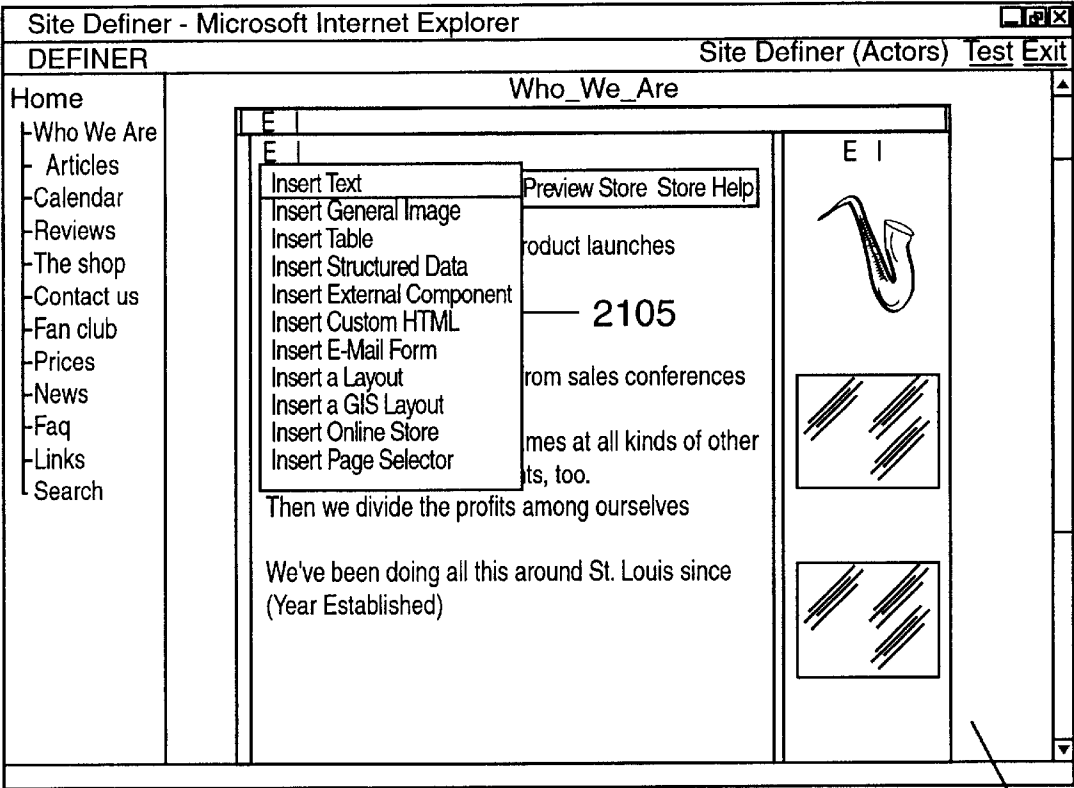 Site Definer - Microsoft Internet Explorer
DEFINER
Site Definer (Actors) Test Exit
Home
Who We Are
Articles
Calendar
Reviews
The shop
Contact us
Fan club
Prices
News
Faq
Links
Search
Who_We_Are
E I
E I
Insert Text
Insert General Image
Insert Table
Insert Structured Data
Insert External Component
Insert Custom HTML
Insert E-Mail Form
Insert a Layout
Insert a GIS Layout
Insert Online Store
Insert Page Selector
Preview Store Store Help
roduct launches
2105
rom sales conferences
mes at all kinds of other
ts, too.
Then we divide the profits among ourselves
We've been doing all this around St. Louis since
(Year Established)
E I